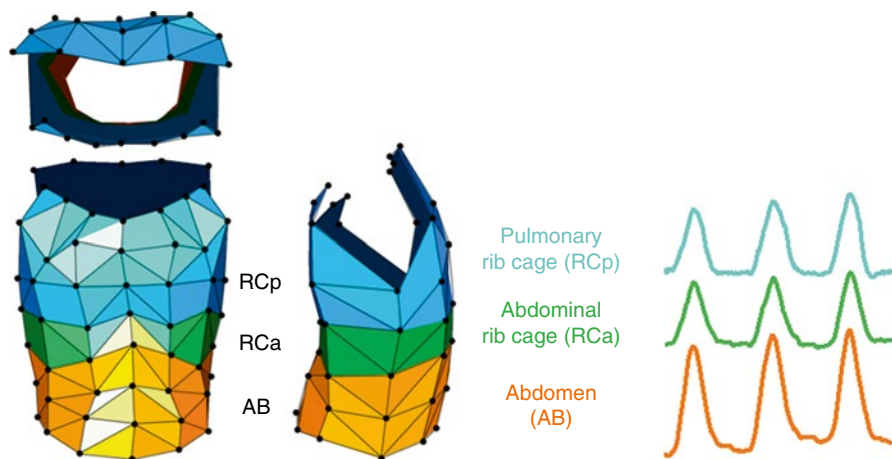 RCp
RCa
AB
Pulmonary
rib cage (RCp)
Abdominal
rib cage (RCa)
Abdomen
(AB)